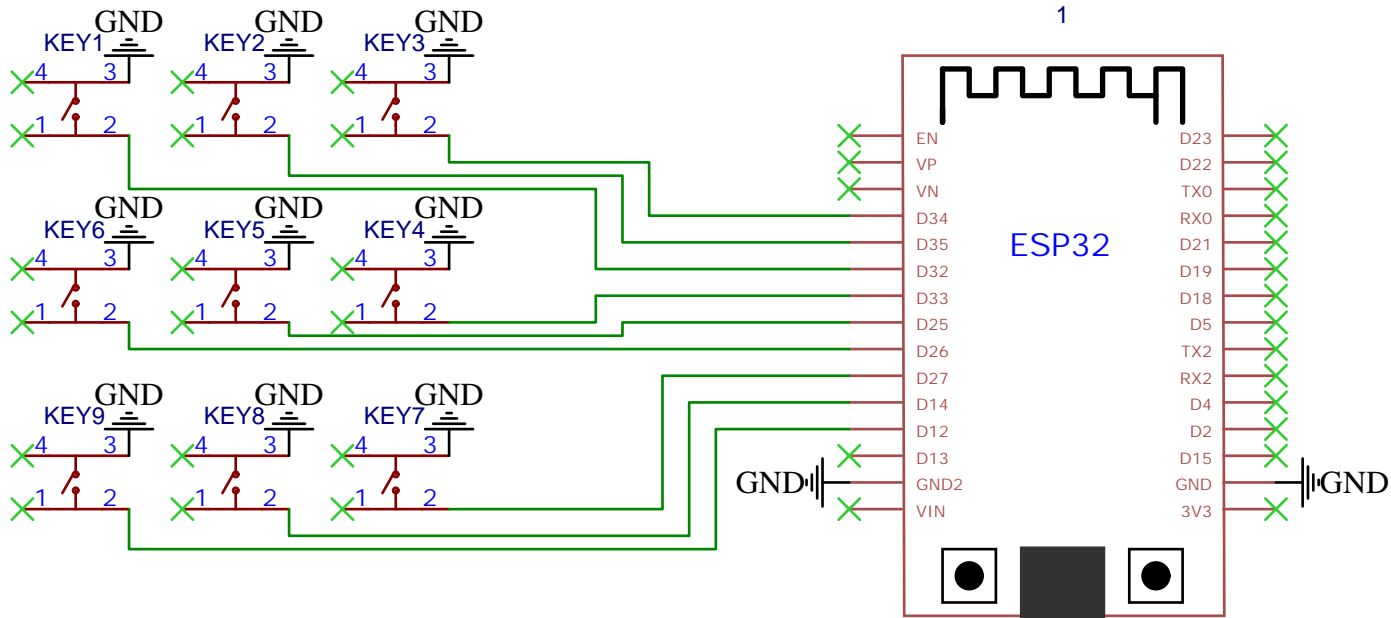 1
GND GND GND
KEY1 KEY2 KEY3
4 3 4 3 4 3
1 2 1 2 1 2
GND GND GND
KEY6 KEY5 KEY4
4 3 4 3 4 3
1 2 1 2 1 2
GND GND GND
KEY9 KEY8 KEY7
4 3 4 3 4 3
1 2 1 2 1 2
ESP32
EN D23
VP D22
VN TX0
D34 RX0
D35 D21
D32 D19
D33 D18
D25 D5
D26 TX2
D27 RX2
D14 D4
D12 D2
D13 D15
GND GND2 GND GND
VIN 3V3